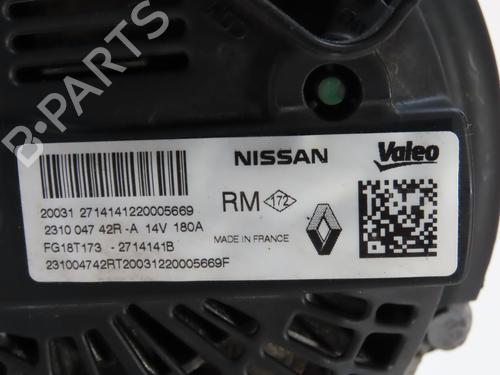 NISSAN
Valeo
20031 2714141220005669
2310 047 42R -A 14V 180A
FG18T173 - 2714141B
231004742RT20031220005669F
RM 172
MADE IN FRANCE
B-PARTS